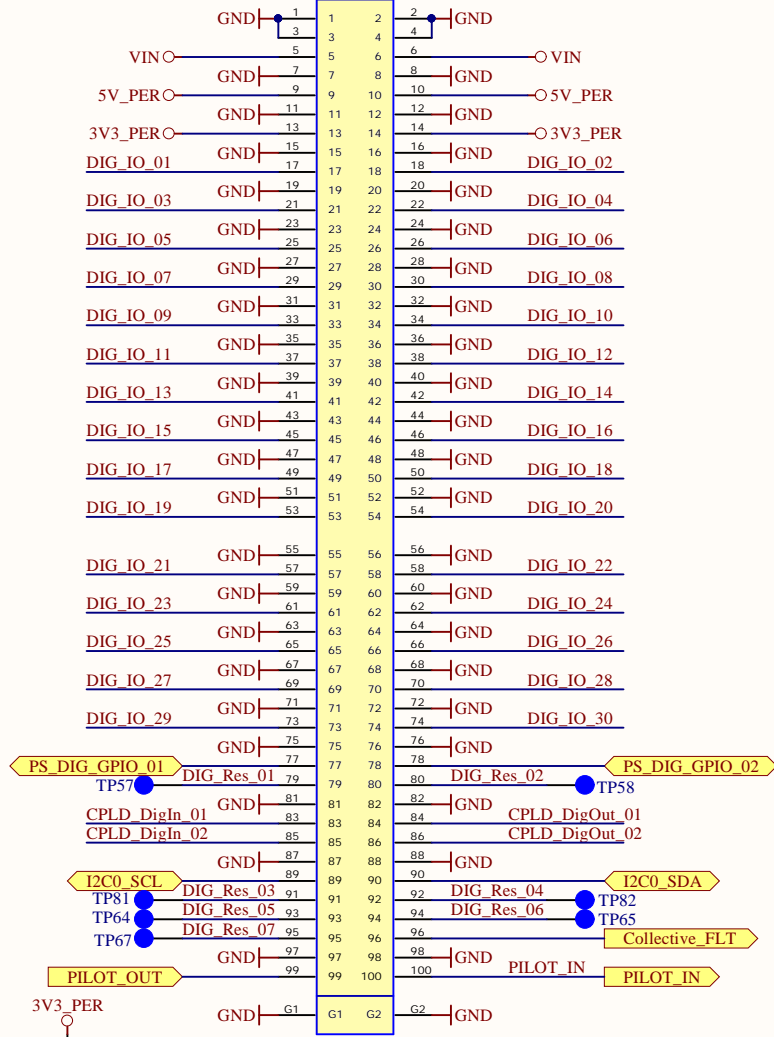 GND 1 1 2 2 GND
3 3 4 4
VIN 5 5 6 6 VIN
GND 7 7 8 8 GND
5V_PER 9 9 10 10 5V_PER
GND 11 11 12 12 GND
3V3_PER 13 13 14 14 3V3_PER
GND 15 15 16 16 GND
DIG_IO_01 17 17 18 18 DIG_IO_02
GND 19 19 20 20 GND
DIG_IO_03 21 21 22 22 DIG_IO_04
GND 23 23 24 24 GND
DIG_IO_05 25 25 26 26 DIG_IO_06
GND 27 27 28 28 GND
DIG_IO_07 29 29 30 30 DIG_IO_08
GND 31 31 32 32 GND
DIG_IO_09 33 33 34 34 DIG_IO_10
GND 35 35 36 36 GND
DIG_IO_11 37 37 38 38 DIG_IO_12
GND 39 39 40 40 GND
DIG_IO_13 41 41 42 42 DIG_IO_14
GND 43 43 44 44 GND
DIG_IO_15 45 45 46 46 DIG_IO_16
GND 47 47 48 48 GND
DIG_IO_17 49 49 50 50 DIG_IO_18
GND 51 51 52 52 GND
DIG_IO_19 53 53 54 54 DIG_IO_20
GND 55 55 56 56 GND
DIG_IO_21 57 57 58 58 DIG_IO_22
GND 59 59 60 60 GND
DIG_IO_23 61 61 62 62 DIG_IO_24
GND 63 63 64 64 GND
DIG_IO_25 65 65 66 66 DIG_IO_26
GND 67 67 68 68 GND
DIG_IO_27 69 69 70 70 DIG_IO_28
GND 71 71 72 72 GND
DIG_IO_29 73 73 74 74 DIG_IO_30
GND 75 75 76 76 GND
PS_DIG_GPIO_01 77 77 78 78 PS_DIG_GPIO_02
TP57 DIG_Res_01 79 79 80 80 DIG_Res_02 TP58
GND 81 81 82 82 GND
CPLD_DigIn_01 83 83 84 84 CPLD_DigOut_01
CPLD_DigIn_02 85 85 86 86 CPLD_DigOut_02
GND 87 87 88 88 GND
I2C0_SCL 89 89 90 90 I2C0_SDA
TP81 DIG_Res_03 91 91 92 92 DIG_Res_04 TP82
TP64 DIG_Res_05 93 93 94 94 DIG_Res_06 TP65
TP67 DIG_Res_07 95 95 96 96 Collective_FLT
GND 97 97 98 98 GND
PILOT_OUT 99 99 100 100 PILOT_IN PILOT_IN
3V3_PER
GND G1 G1 G2 G2 GND